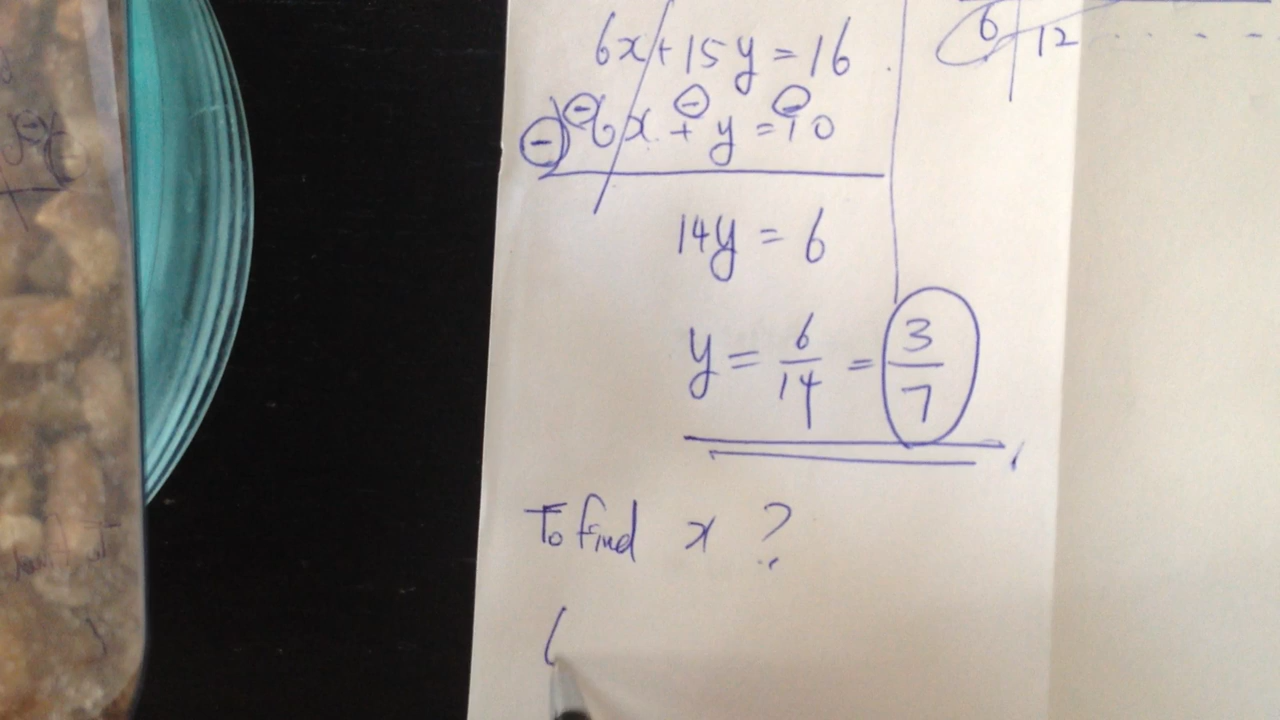 6x+15y=16
⊖) 6x + y = 10
⊖ ⊖ ⊖
14y = 6
y = 6/14 = 3/7
To find x ?
(
6 | 12 . . - -